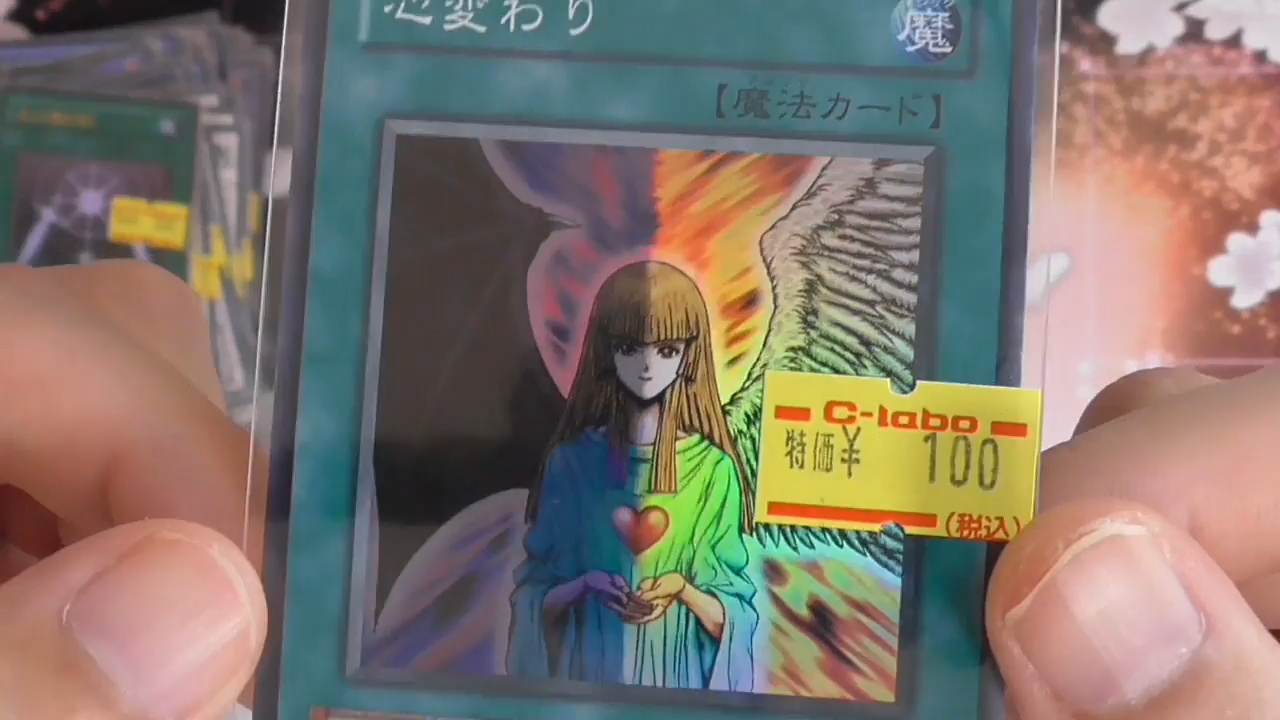 心変わり
魔
【魔法カード】
C-labo
特価¥ 100
(税込)